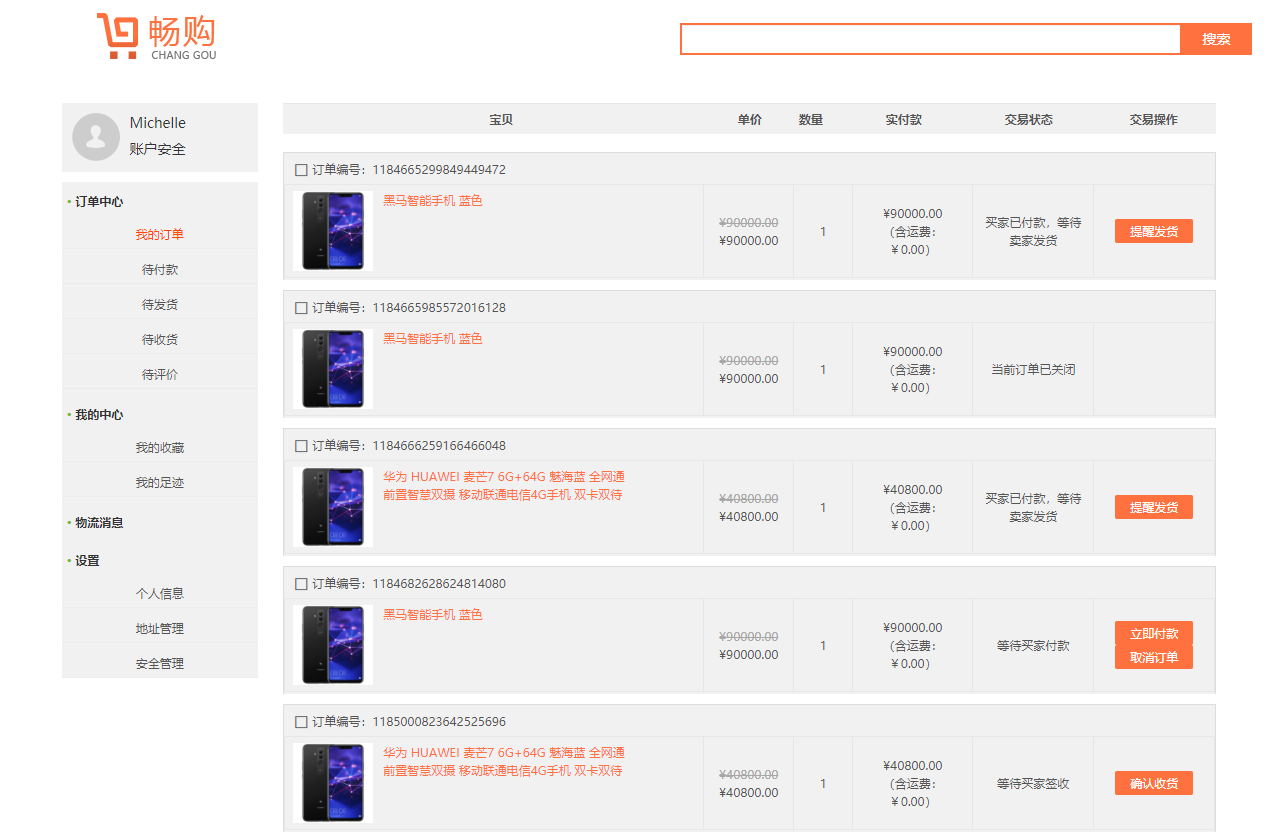 畅购
CHANG GOU
搜索
Michelle
账户安全
• 订单中心
我的订单
待付款
待发货
待收货
待评价
• 我的中心
我的收藏
我的足迹
• 物流消息
• 设置
个人信息
地址管理
安全管理
宝贝 单价 数量 实付款 交易状态 交易操作
订单编号：1184665299849449472
黑马智能手机 蓝色
¥90000.00
¥90000.00
1
¥90000.00
（含运费：
￥0.00）
买家已付款，等待
卖家发货
提醒发货
订单编号：1184665985572016128
黑马智能手机 蓝色
¥90000.00
¥90000.00
1
¥90000.00
（含运费：
￥0.00）
当前订单已关闭
订单编号：1184666259166466048
华为 HUAWEI 麦芒7 6G+64G 魅海蓝 全网通
前置智慧双摄 移动联通电信4G手机 双卡双待
¥40800.00
¥40800.00
1
¥40800.00
（含运费：
￥0.00）
买家已付款，等待
卖家发货
提醒发货
订单编号：1184682628624814080
黑马智能手机 蓝色
¥90000.00
¥90000.00
1
¥90000.00
（含运费：
￥0.00）
等待买家付款
立即付款
取消订单
订单编号：1185000823642525696
华为 HUAWEI 麦芒7 6G+64G 魅海蓝 全网通
前置智慧双摄 移动联通电信4G手机 双卡双待
¥40800.00
¥40800.00
1
¥40800.00
（含运费：
￥0.00）
等待买家签收
确认收货